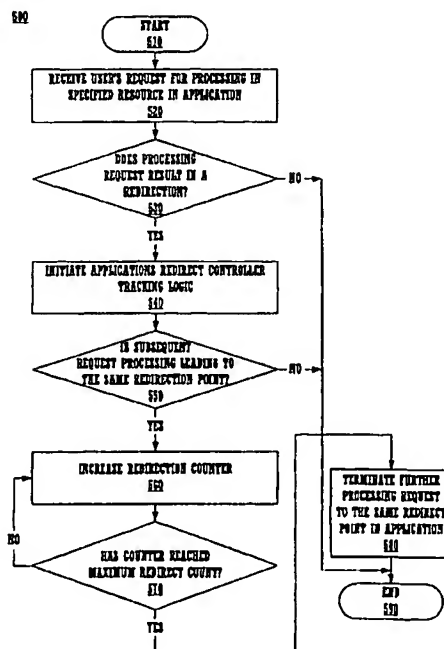 500
START
510
RECEIVE USER'S REQUEST FOR PROCESSING IN
SPECIFIED RESOURCE IN APPLICATION
520
DOES PROCESSING
REQUEST RESULT IN A
REDIRECTION?
530
NO
YES
INITIATE APPLICATIONS REDIRECT CONTROLLER
TRACKING LOGIC
540
IS SUBSEQUENT
REQUEST PROCESSING LEADING TO
THE SAME REDIRECTION POINT?
550
NO
YES
INCREASE REDIRECTION COUNTER
560
NO
HAS COUNTER REACHED
MAXIMUM REDIRECT COUNT?
570
YES
TERMINATE FURTHER
PROCESSING REQUEST
TO THE SAME REDIRECT
POINT IN APPLICATION
580
END
590